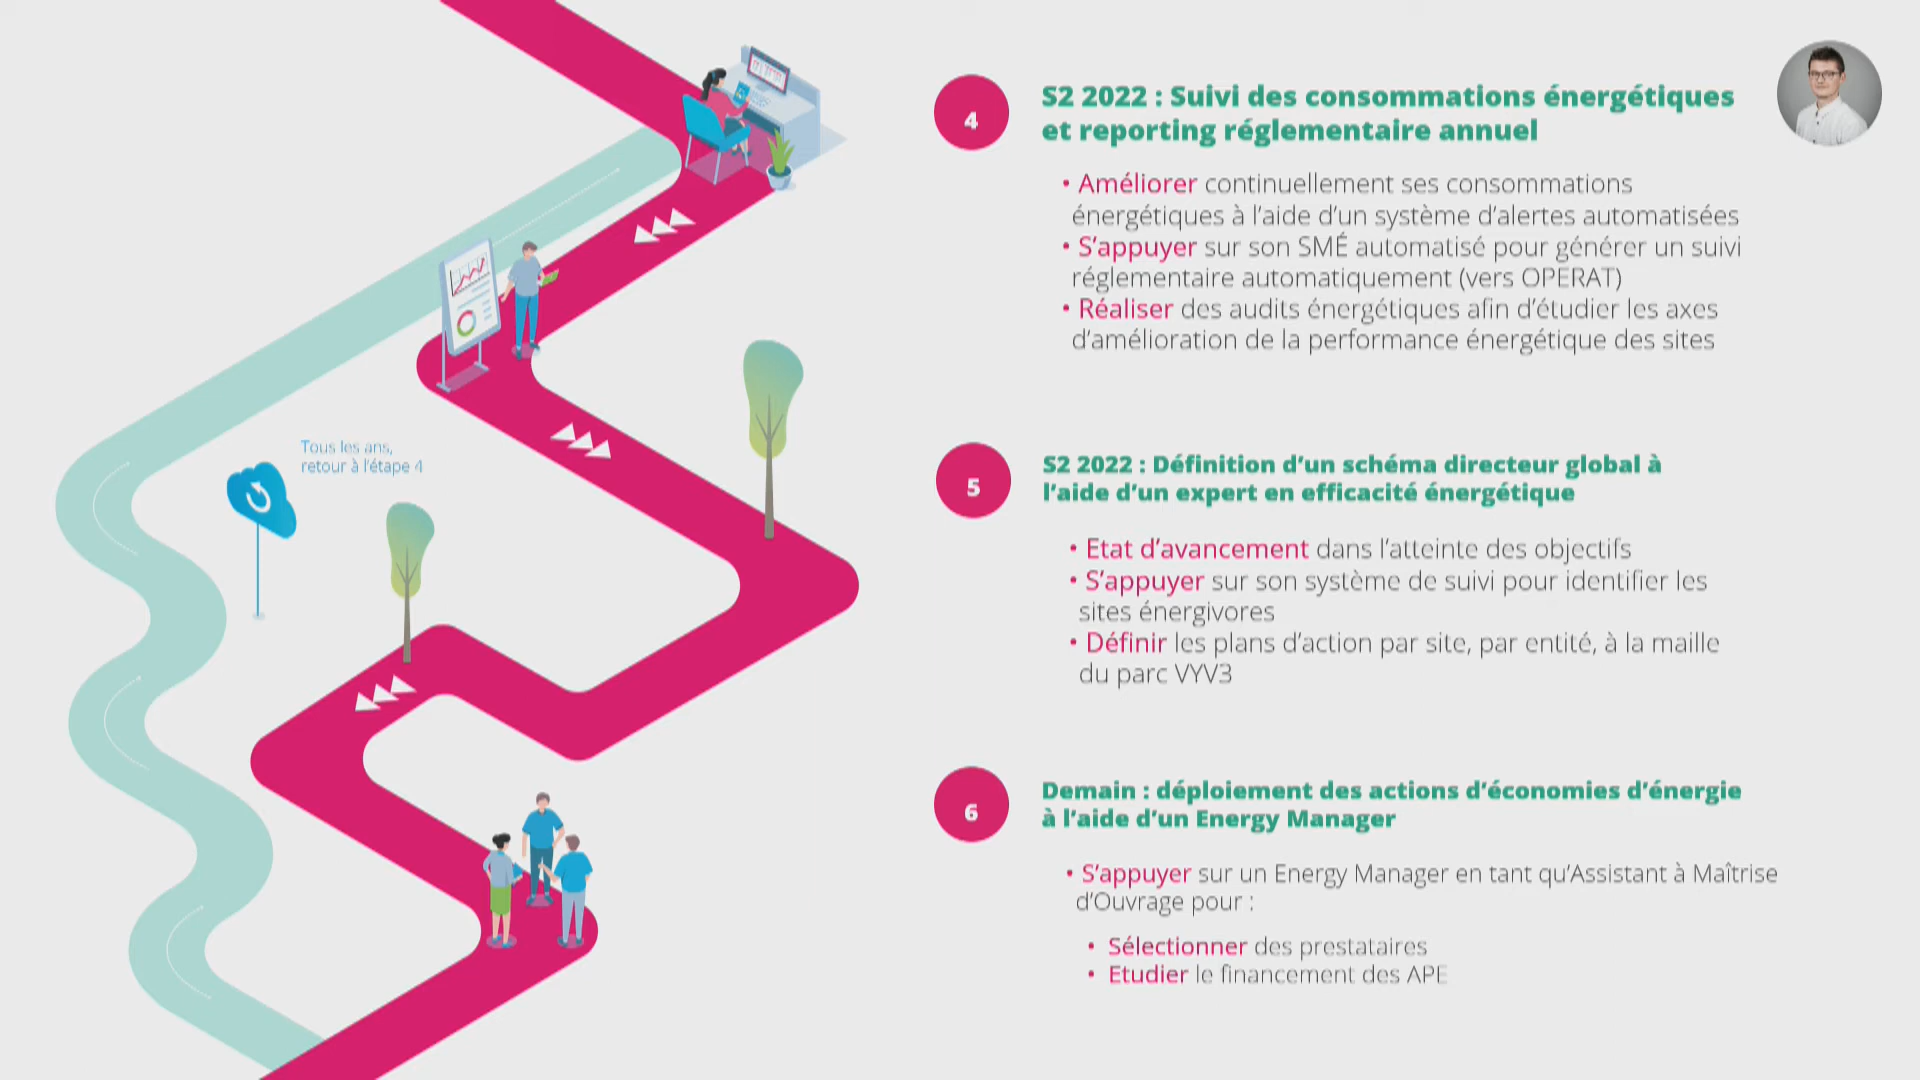 4
S2 2022 : Suivi des consommations énergétiques
et reporting réglementaire annuel
• Améliorer continuellement ses consommations
énergétiques à l’aide d’un système d’alertes automatisées
• S’appuyer sur son SMÉ automatisé pour générer un suivi
réglementaire automatiquement (vers OPERAT)
• Réaliser des audits énergétiques afin d’étudier les axes
d’amélioration de la performance énergétique des sites
Tous les ans,
retour à l’étape 4
5
S2 2022 : Définition d’un schéma directeur global à
l’aide d’un expert en efficacité énergétique
• Etat d’avancement dans l’atteinte des objectifs
• S’appuyer sur son système de suivi pour identifier les
sites énergivores
• Définir les plans d’action par site, par entité, à la maille
du parc VYV3
6
Demain : déploiement des actions d’économies d’énergie
à l’aide d’un Energy Manager
• S’appuyer sur un Energy Manager en tant qu’Assistant à Maîtrise
d’Ouvrage pour :
• Sélectionner des prestataires
• Etudier le financement des APE